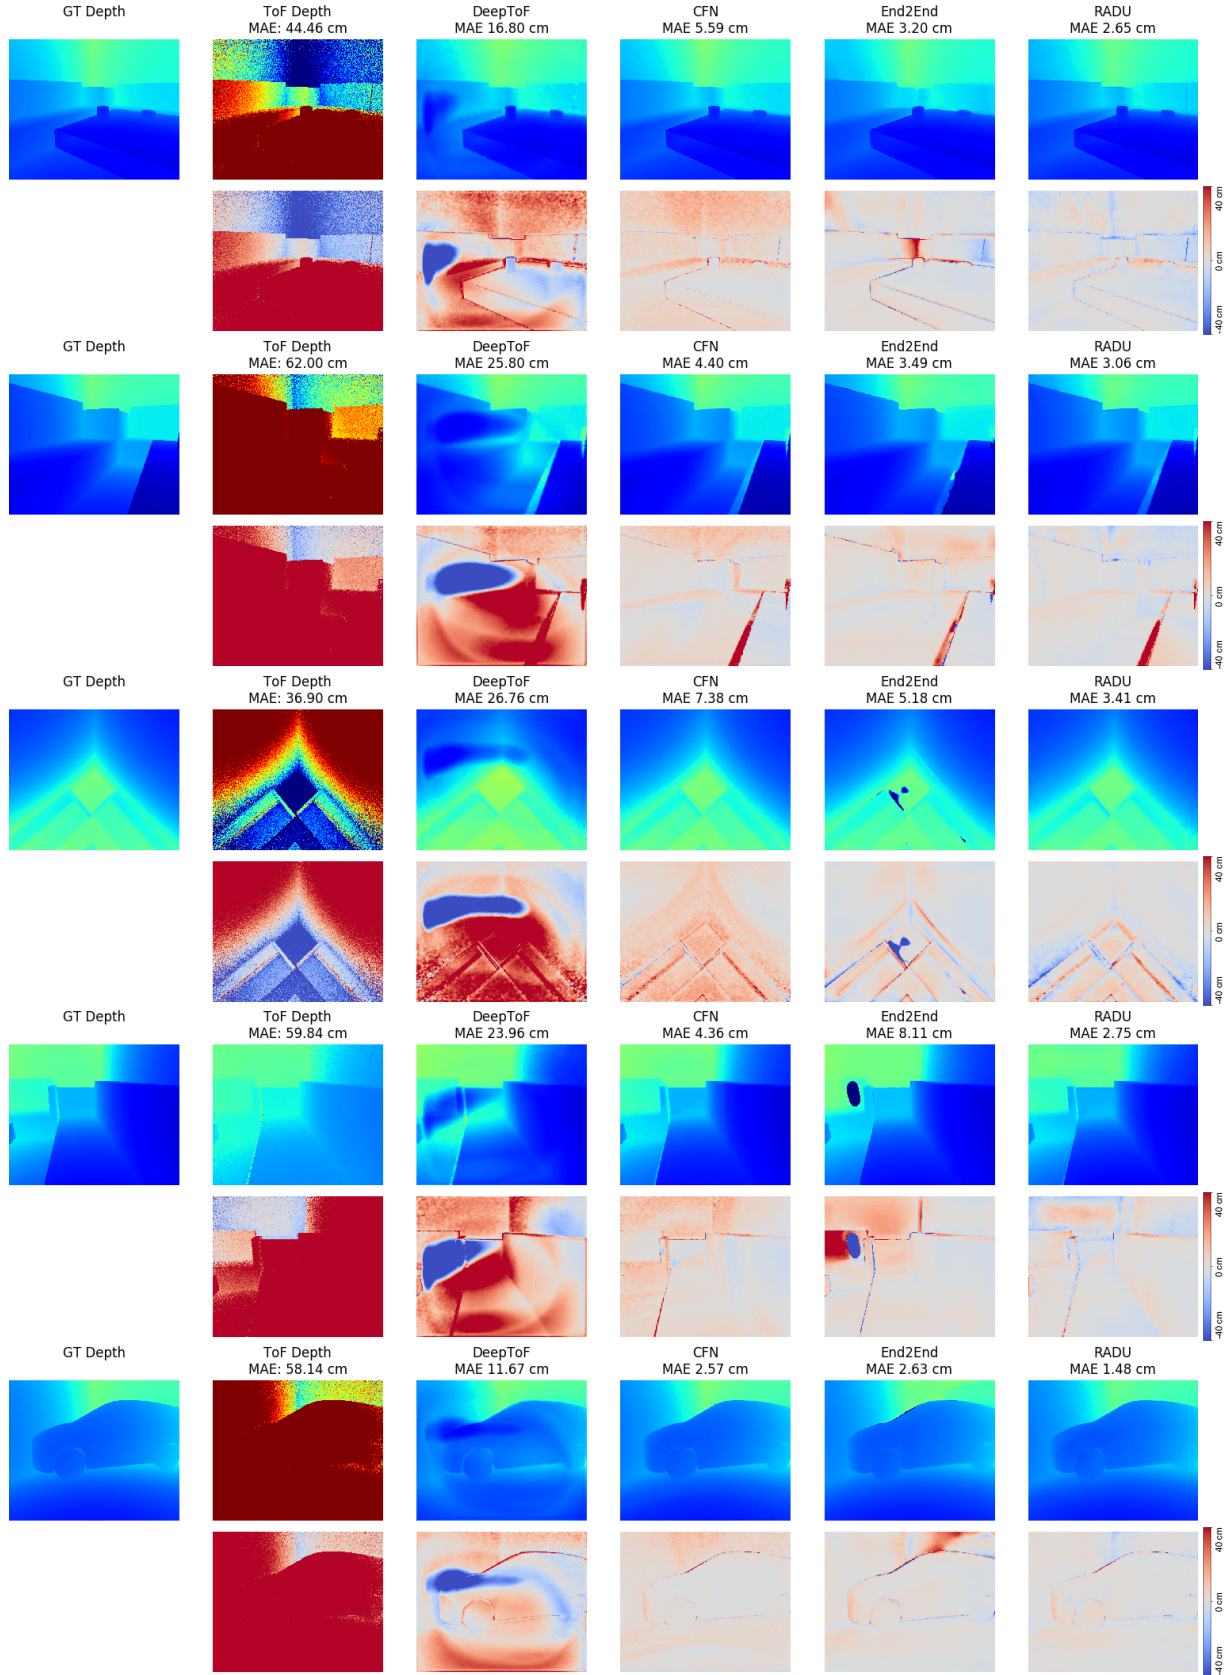 GT Depth
ToF Depth
MAE: 44.46 cm
DeepToF
MAE 16.80 cm
CFN
MAE 5.59 cm
End2End
MAE 3.20 cm
RADU
MAE 2.65 cm
40 cm
0 cm
-40 cm
GT Depth
ToF Depth
MAE: 62.00 cm
DeepToF
MAE 25.80 cm
CFN
MAE 4.40 cm
End2End
MAE 3.49 cm
RADU
MAE 3.06 cm
40 cm
0 cm
-40 cm
GT Depth
ToF Depth
MAE: 36.90 cm
DeepToF
MAE 26.76 cm
CFN
MAE 7.38 cm
End2End
MAE 5.18 cm
RADU
MAE 3.41 cm
40 cm
0 cm
-40 cm
GT Depth
ToF Depth
MAE: 59.84 cm
DeepToF
MAE 23.96 cm
CFN
MAE 4.36 cm
End2End
MAE 8.11 cm
RADU
MAE 2.75 cm
40 cm
0 cm
-40 cm
GT Depth
ToF Depth
MAE: 58.14 cm
DeepToF
MAE 11.67 cm
CFN
MAE 2.57 cm
End2End
MAE 2.63 cm
RADU
MAE 1.48 cm
40 cm
0 cm
-40 cm